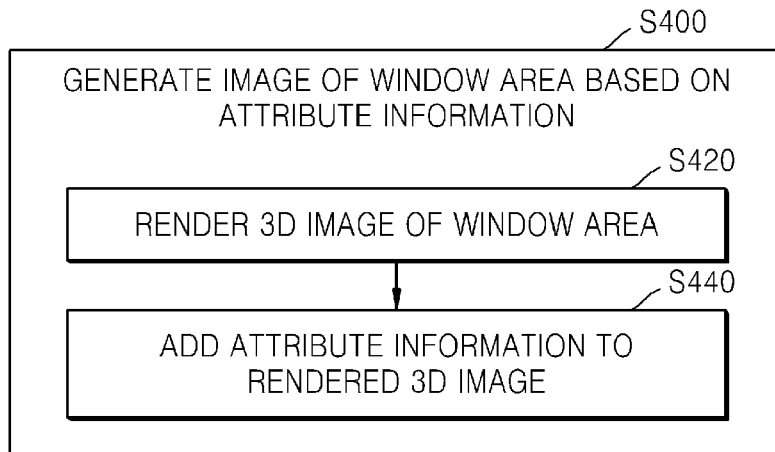 S400
GENERATE IMAGE OF WINDOW AREA BASED ON
ATTRIBUTE INFORMATION
S420
RENDER 3D IMAGE OF WINDOW AREA
S440
ADD ATTRIBUTE INFORMATION TO
RENDERED 3D IMAGE